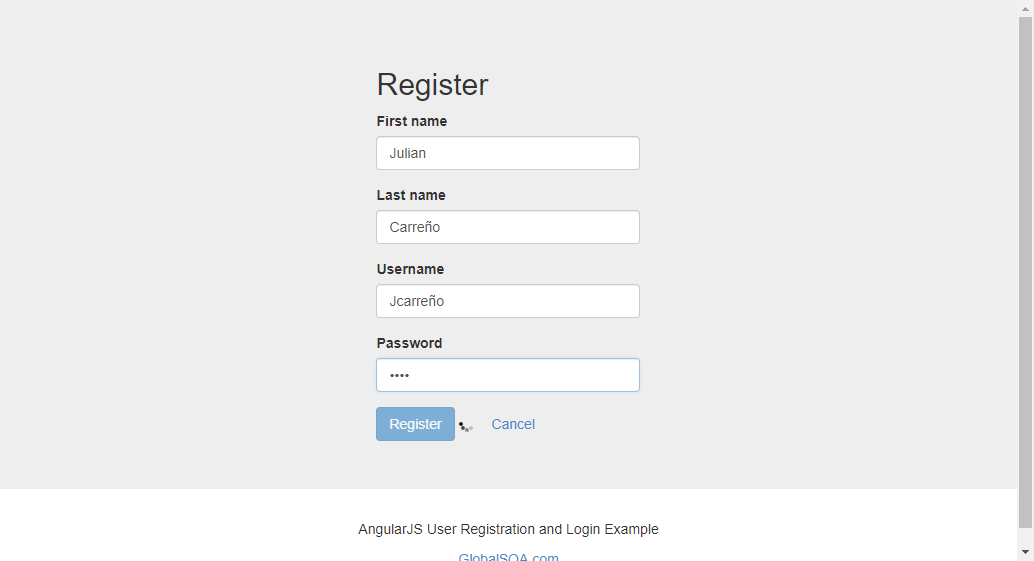 Register
First name
Julian
Last name
Carreño
Username
Jcarreño
Password
••••
Register Cancel
AngularJS User Registration and Login Example
GlobalSQA.com